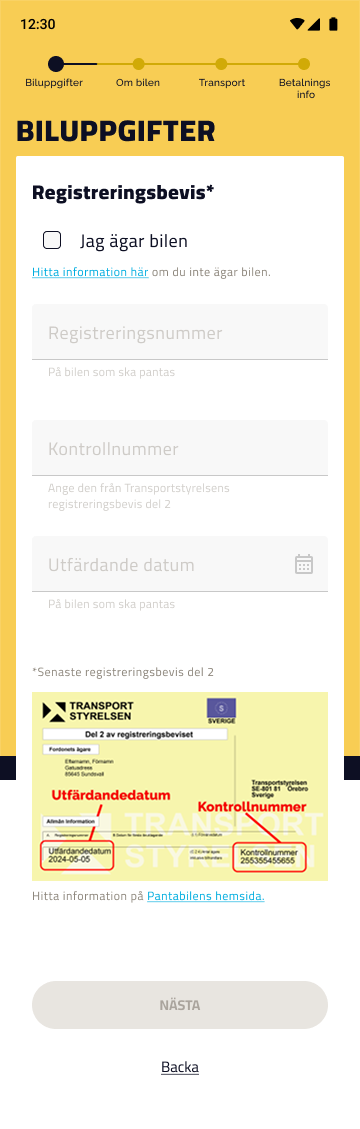 12:30
Biluppgifter
Om bilen
Transport
Betalnings
info
BILUPPGIFTER
Registreringsbevis*
Jag ägar bilen
Hitta information här om du inte ägar bilen.
Registreringsnummer
På bilen som ska pantas
Kontrollnummer
Ange den från Transportstyrelsens
registreringsbevis del 2
Utfärdande datum
På bilen som ska pantas
*Senaste registreringsbevis del 2
TRANSPORT
STYRELSEN
SVERIGE
Del 2 av registreringsbeviset
Fordonets ägare
Efternamn, Förnamn
Gatuadress
85645 Sundsvall
Transportstyrelsen
SE-801 81 Örebro
Sverige
Utfärdandedatum
Kontrollnummer
Allmän information
TRANSPORT
STYRELSEN
Utfärdandedatum
2024-05-05
Kontrollnummer
255355455655
Hitta information på Pantabilens hemsida.
NÄSTA
Backa